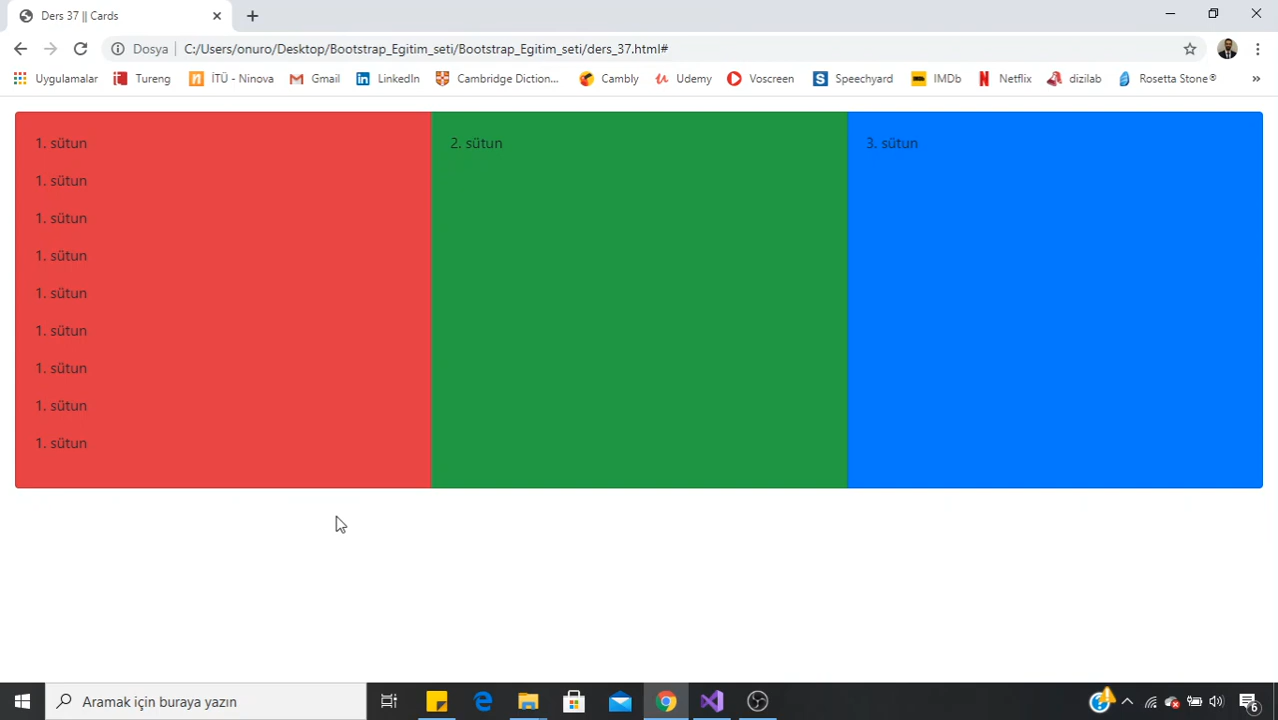 Ders 37 || Cards
Dosya C:/Users/onuro/Desktop/Bootstrap_Egitim_seti/Bootstrap_Egitim_seti/ders_37.html#
Uygulamalar Tureng İTÜ - Ninova Gmail LinkedIn Cambridge Diction... Cambly Udemy Voscreen Speechyard IMDb Netflix dizilab Rosetta Stone® »
1. sütun 2. sütun 3. sütun
1. sütun
1. sütun
1. sütun
1. sütun
1. sütun
1. sütun
1. sütun
1. sütun
Aramak için buraya yazın 6